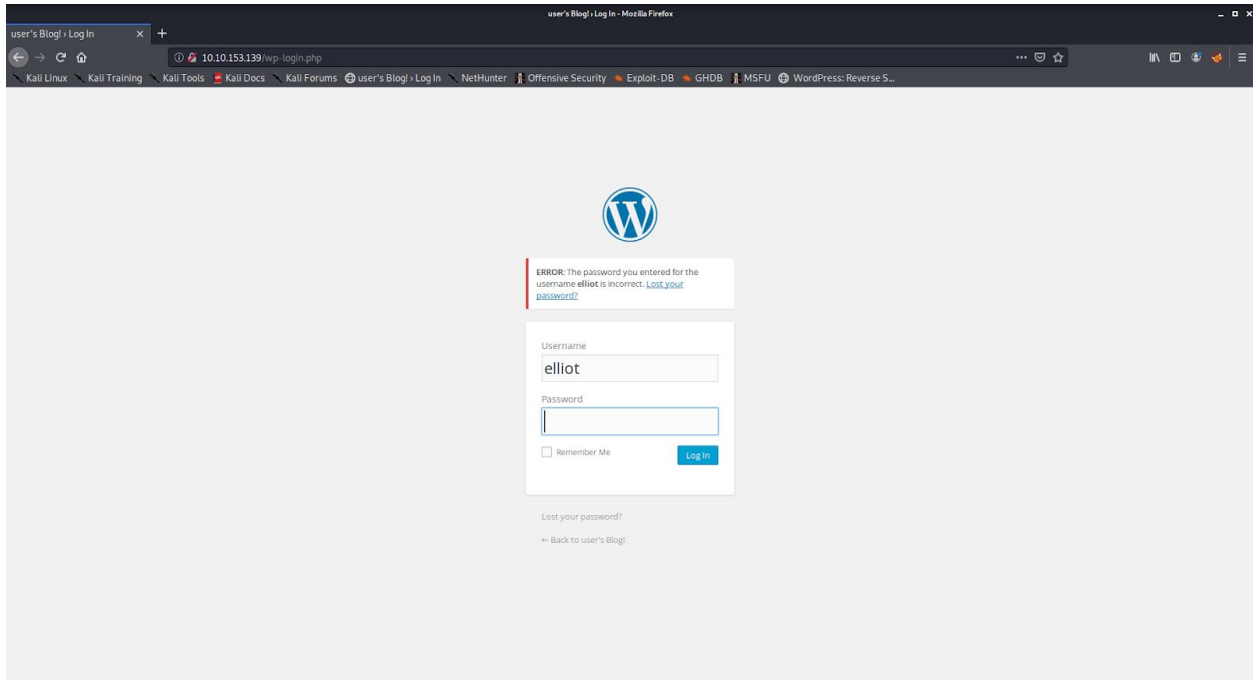 user's Blog! › Log In - Mozilla Firefox
user's Blog! › Log In
10.10.153.139/wp-login.php
Kali Linux Kali Training Kali Tools Kali Docs Kali Forums user's Blog! › Log In NetHunter Offensive Security Exploit-DB GHDB MSFU WordPress: Reverse S...
ERROR: The password you entered for the
username elliot is incorrect. Lost your
password?
Username
elliot
Password
Remember Me
Log In
Lost your password?
← Back to user's Blog!